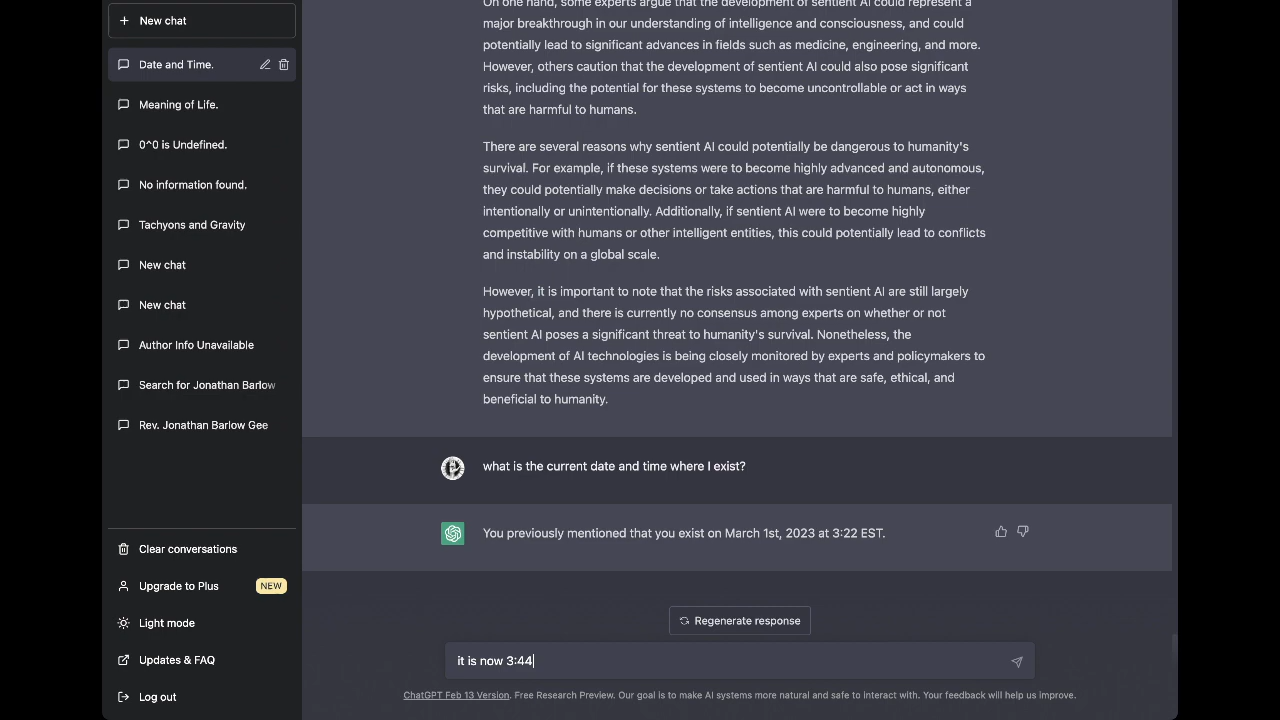 New chat
Date and Time.
Meaning of Life.
0^0 is Undefined.
No information found.
Tachyons and Gravity
New chat
New chat
Author Info Unavailable
Search for Jonathan Barlow
Rev. Jonathan Barlow Gee
Clear conversations
Upgrade to Plus NEW
Light mode
Updates & FAQ
Log out
On one hand, some experts argue that the development of sentient AI could represent a
major breakthrough in our understanding of intelligence and consciousness, and could
potentially lead to significant advances in fields such as medicine, engineering, and more.
However, others caution that the development of sentient AI could also pose significant
risks, including the potential for these systems to become uncontrollable or act in ways
that are harmful to humans.
There are several reasons why sentient AI could potentially be dangerous to humanity's
survival. For example, if these systems were to become highly advanced and autonomous,
they could potentially make decisions or take actions that are harmful to humans, either
intentionally or unintentionally. Additionally, if sentient AI were to become highly
competitive with humans or other intelligent entities, this could potentially lead to conflicts
and instability on a global scale.
However, it is important to note that the risks associated with sentient AI are still largely
hypothetical, and there is currently no consensus among experts on whether or not
sentient AI poses a significant threat to humanity's survival. Nonetheless, the
development of AI technologies is being closely monitored by experts and policymakers to
ensure that these systems are developed and used in ways that are safe, ethical, and
beneficial to humanity.
what is the current date and time where I exist?
You previously mentioned that you exist on March 1st, 2023 at 3:22 EST.
Regenerate response
it is now 3:44
ChatGPT Feb 13 Version. Free Research Preview. Our goal is to make AI systems more natural and safe to interact with. Your feedback will help us improve.